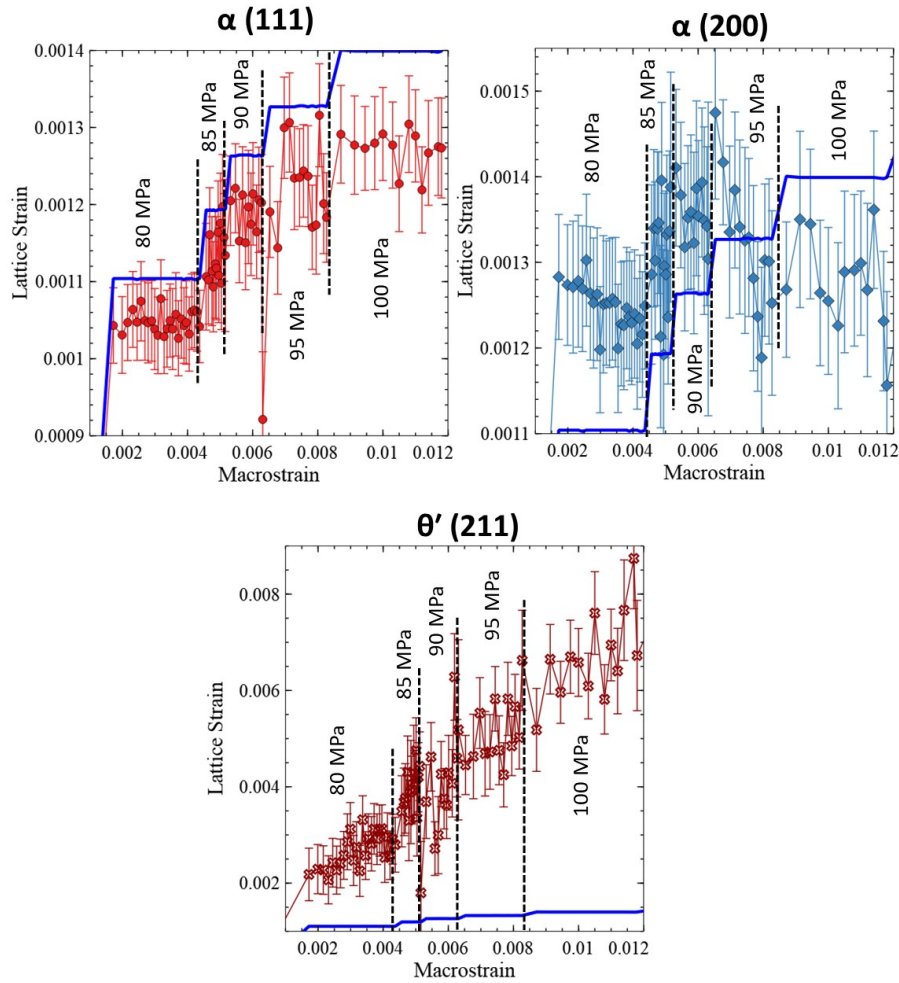 α (111)
0.0014
0.0013
0.0012
0.0011
0.001
0.0009
Lattice Strain
80 MPa
85 MPa
90 MPa
95 MPa
100 MPa
0.002 0.004 0.006 0.008 0.01 0.012
Macrostrain
α (200)
0.0015
0.0014
0.0013
0.0012
0.0011
Lattice Strain
80 MPa
85 MPa
90 MPa
95 MPa
100 MPa
0.002 0.004 0.006 0.008 0.01 0.012
Macrostrain
θ′ (211)
0.008
0.006
0.004
0.002
Lattice Strain
80 MPa
85 MPa
90 MPa
95 MPa
100 MPa
0.002 0.004 0.006 0.008 0.01 0.012
Macrostrain